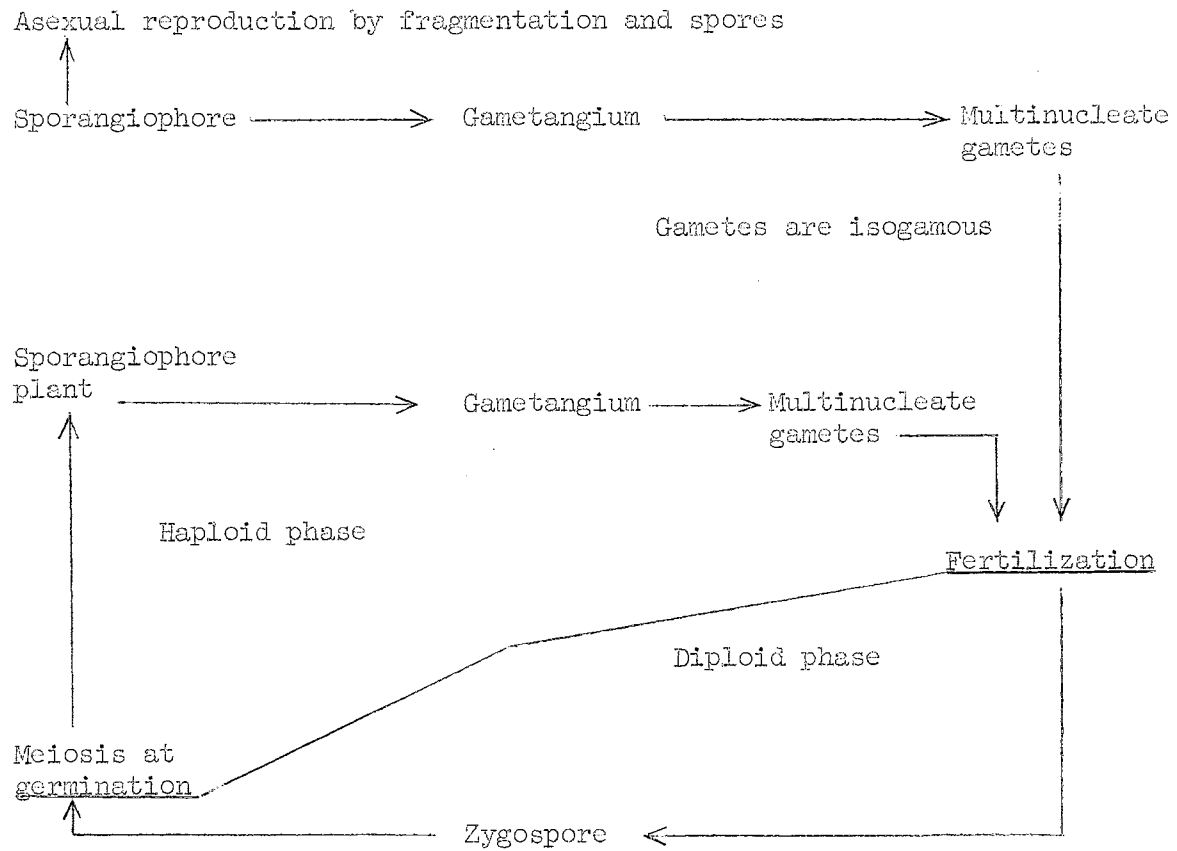 Asexual reproduction by fragmentation and spores
Sporangiophore Gametangium Multinucleate
gametes
Gametes are isogamous
Sporangiophore
plant
Gametangium Multinucleate
gametes
Haploid phase
Fertilization
Diploid phase
Meiosis at
germination
Zygospore